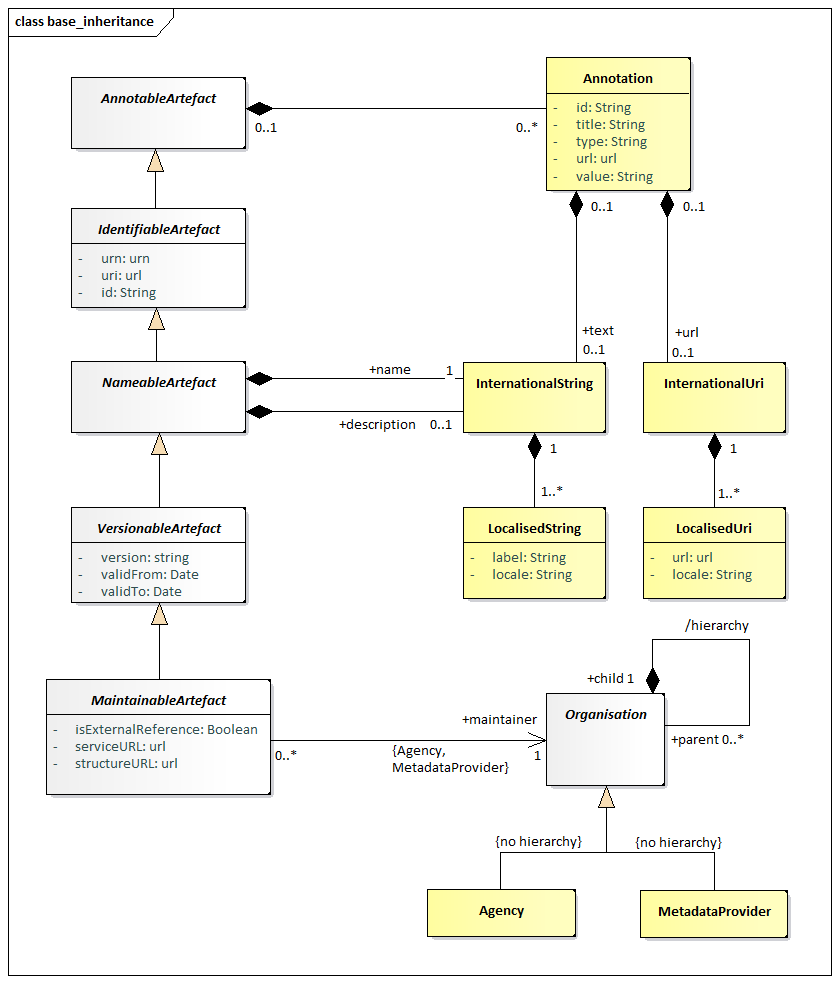 class base_inheritance
AnnotableArtefact
0..1
0..*
Annotation
- id: String
- title: String
- type: String
- url: url
- value: String
0..1
0..1
IdentifiableArtefact
- urn: urn
- uri: url
- id: String
+text
0..1
+url
0..1
NameableArtefact
+name 1
+description 0..1
InternationalString
InternationalUri
1
1..*
1
1..*
VersionableArtefact
- version: string
- validFrom: Date
- validTo: Date
LocalisedString
- label: String
- locale: String
LocalisedUri
- url: url
- locale: String
/hierarchy
+child 1
MaintainableArtefact
- isExternalReference: Boolean
- serviceURL: url
- structureURL: url
0..*
+maintainer
{Agency,
MetadataProvider}
1
Organisation
+parent 0..*
{no hierarchy}
{no hierarchy}
Agency
MetadataProvider